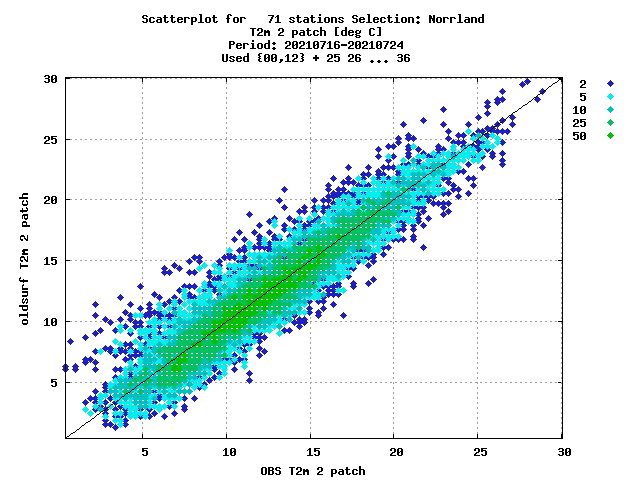 Scatterplot for   71 stations Selection: Norrland
T2m 2 patch [deg C]
Period: 20210716-20210724
Used {00,12} + 25 26 ... 36
30
25
20
15
10
5
oldsurf T2m 2 patch
5 10 15 20 25 30
OBS T2m 2 patch
2
5
10
25
50